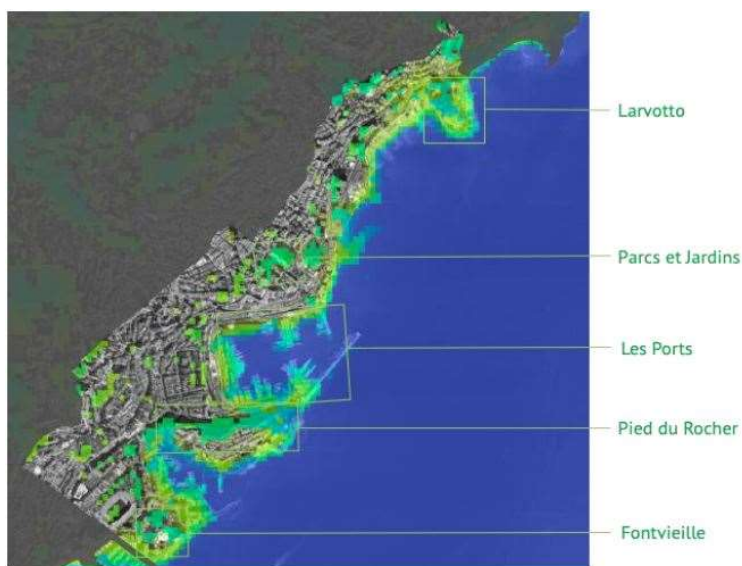 Larvotto
Parcs et Jardins
Les Ports
Pied du Rocher
Fontvieille